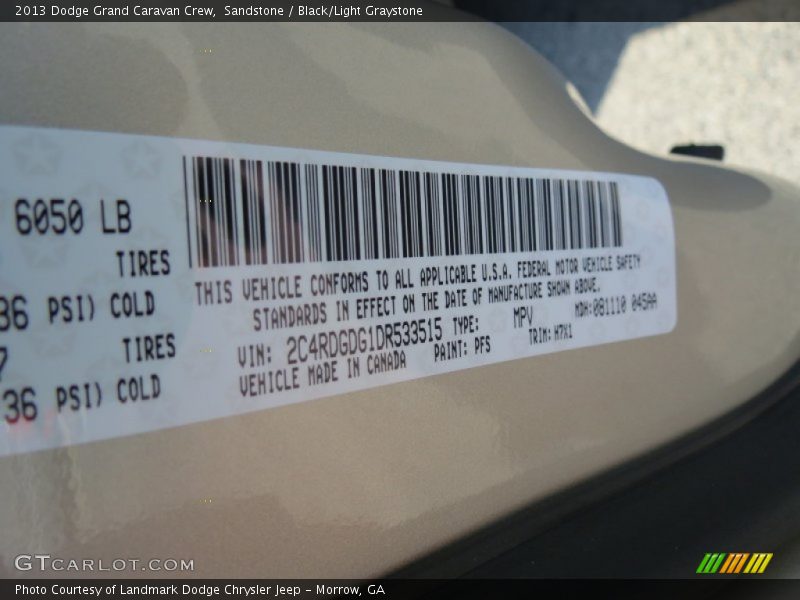 2013 Dodge Grand Caravan Crew, Sandstone / Black/Light Graystone
6050 LB
TIRES
36 PSI) COLD
7
TIRES
36 PSI) COLD
THIS VEHICLE CONFORMS TO ALL APPLICABLE U.S.A. FEDERAL MOTOR VEHICLE SAFETY
STANDARDS IN EFFECT ON THE DATE OF MANUFACTURE SHOWN ABOVE.
VIN: 2C4RDGDG1DR533515 TYPE: MPV MDH:081110 045AA
VEHICLE MADE IN CANADA PAINT: PFS TRIM:H7X1
GTCARLOT.COM
Photo Courtesy of Landmark Dodge Chrysler Jeep – Morrow, GA